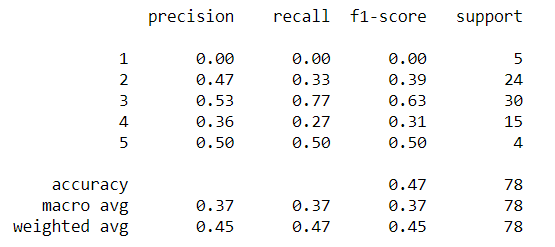 precision recall f1-score support
1 0.00 0.00 0.00 5
2 0.47 0.33 0.39 24
3 0.53 0.77 0.63 30
4 0.36 0.27 0.31 15
5 0.50 0.50 0.50 4
accuracy 0.47 78
macro avg 0.37 0.37 0.37 78
weighted avg 0.45 0.47 0.45 78